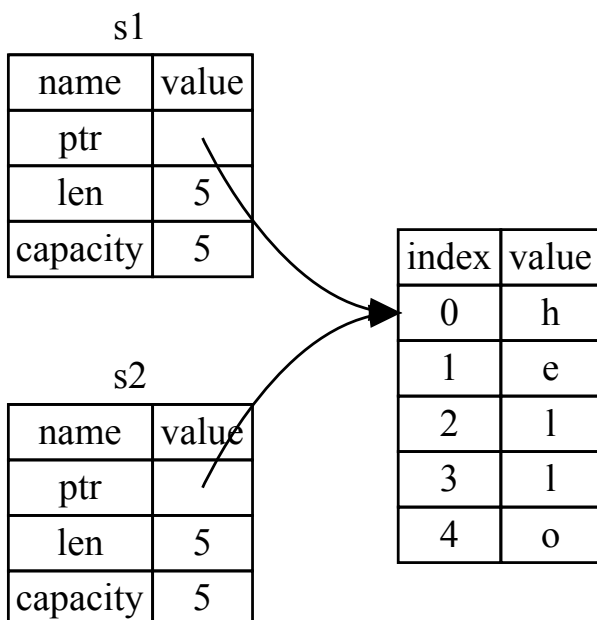 s1
name value
ptr
len 5
capacity 5
s2
name value
ptr
len 5
capacity 5
index value
0 h
1 e
2 l
3 l
4 o